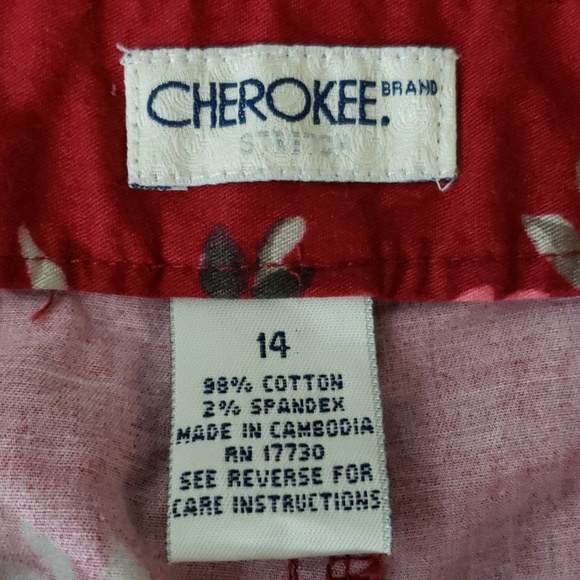 CHEROKEE. BRAND
STRETCH
14
98% COTTON
2% SPANDEX
MADE IN CAMBODIA
RN 17730
SEE REVERSE FOR
CARE INSTRUCTIONS